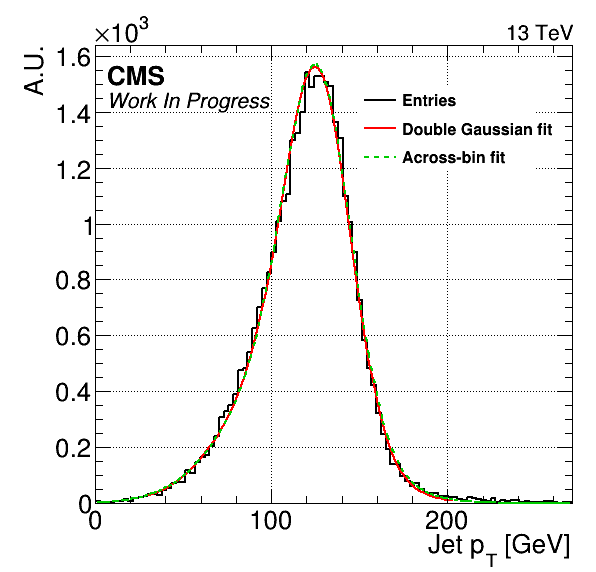 ×10³
13 TeV
A.U.
1.6
CMS
Work In Progress
1.4
Entries
Double Gaussian fit
Across-bin fit
1.2
1
0.8
0.6
0.4
0.2
0
0 100 200
Jet p_T [GeV]